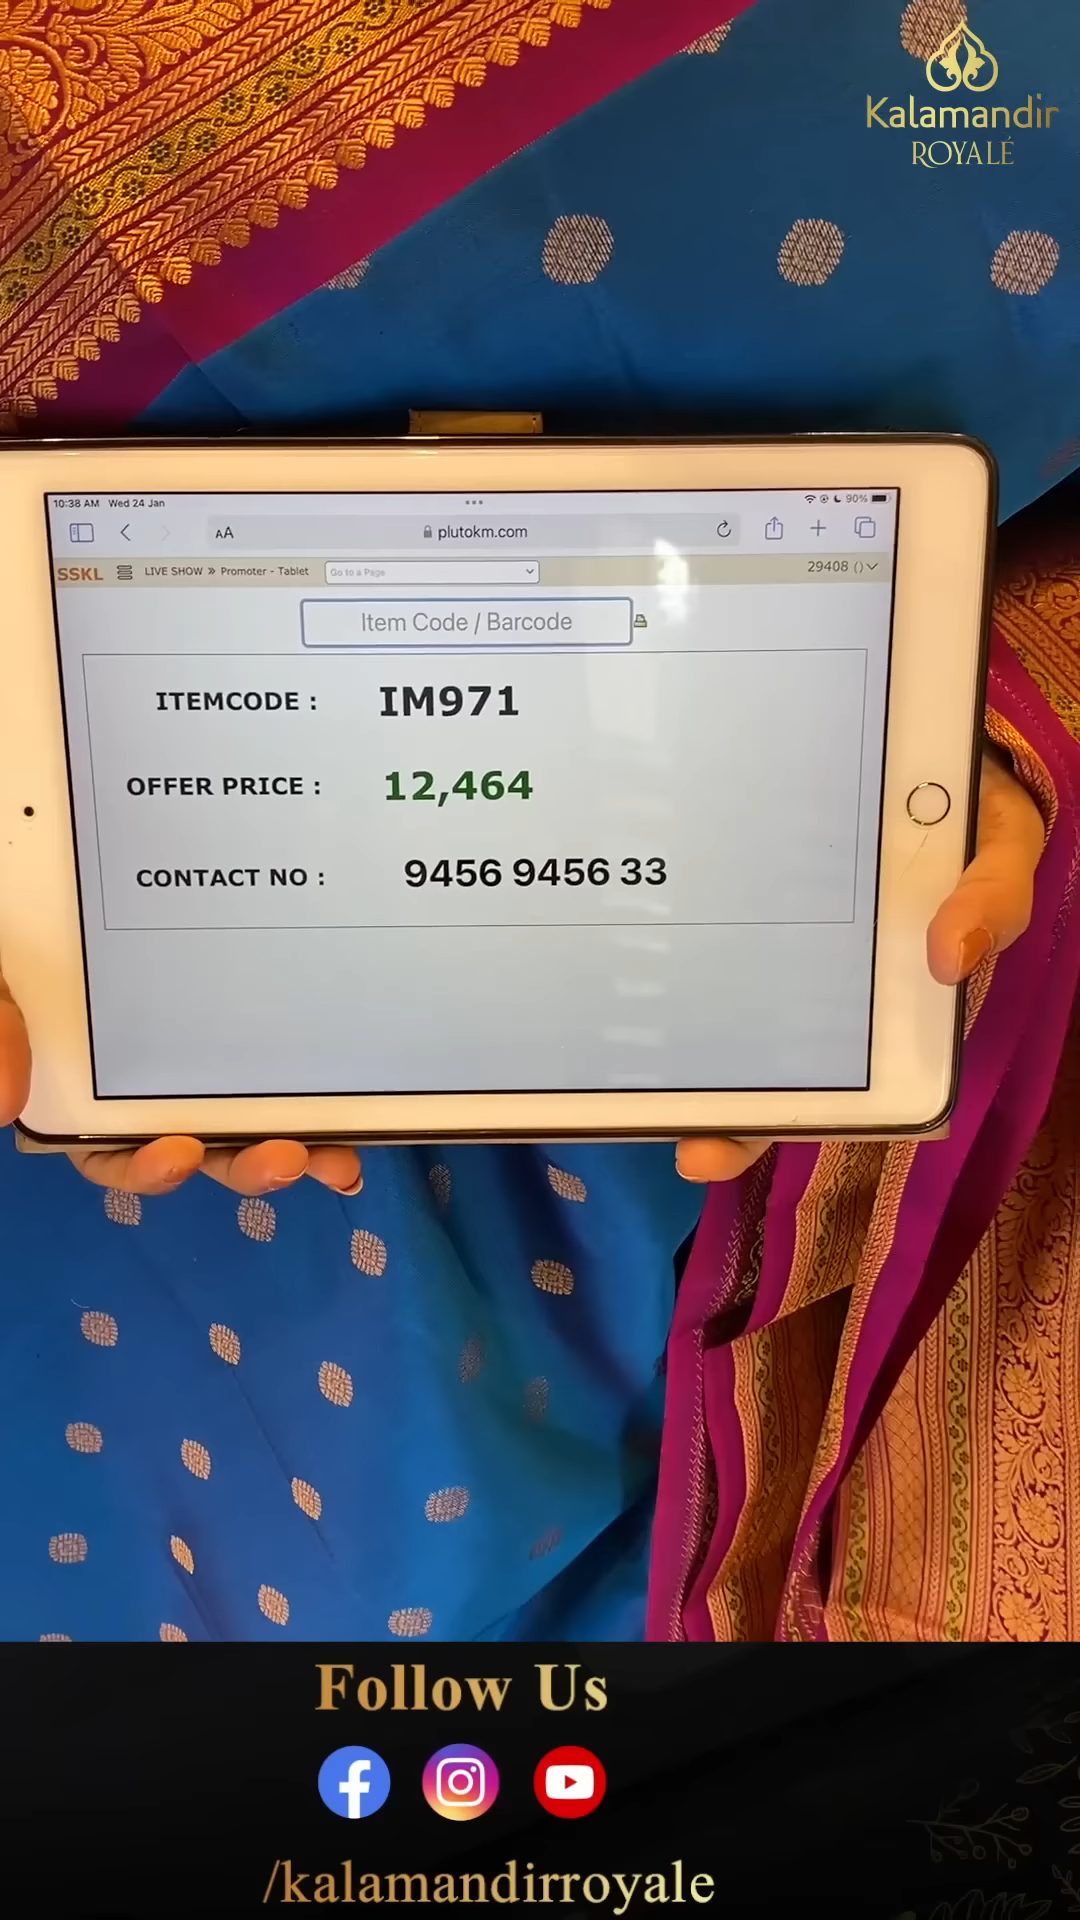 Kalamandir
ROYALÉ
10:38 AM Wed 24 Jan
90%
AA
plutokm.com
SSKL
LIVE SHOW » Promoter - Tablet
Go to a Page
29408 ()
Item Code / Barcode
ITEMCODE : IM971
OFFER PRICE : 12,464
CONTACT NO : 9456 9456 33
Follow Us
/kalamandirroyale